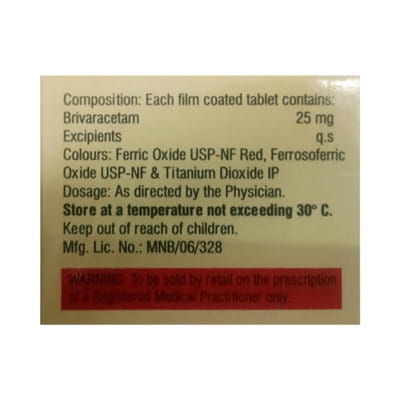 Composition: Each film coated tablet contains:
Brivaracetam 25 mg
Excipients q.s
Colours: Ferric Oxide USP-NF Red, Ferrosoferric
Oxide USP-NF & Titanium Dioxide IP
Dosage: As directed by the Physician.
Store at a temperature not exceeding 30° C.
Keep out of reach of children.
Mfg. Lic. No.: MNB/06/328
WARNING: To be sold by retail on the prescription
of a Registered Medical Practitioner only.